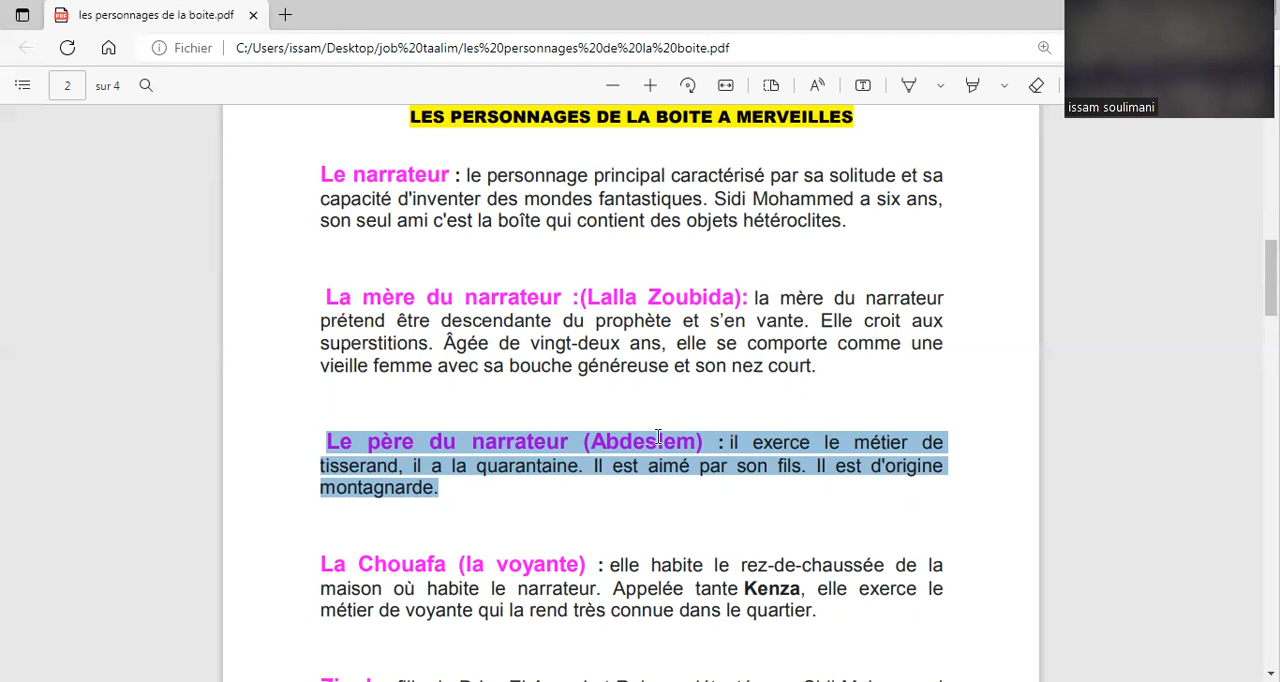 les personnages de la boite.pdf
Fichier C:/Users/issam/Desktop/job%20taalim/les%20personnages%20de%20la%20boite.pdf
2 sur 4
issam soulimani
LES PERSONNAGES DE LA BOITE A MERVEILLES
Le narrateur : le personnage principal caractérisé par sa solitude et sa
capacité d'inventer des mondes fantastiques. Sidi Mohammed a six ans,
son seul ami c'est la boîte qui contient des objets hétéroclites.
La mère du narrateur :(Lalla Zoubida): la mère du narrateur
prétend être descendante du prophète et s’en vante. Elle croit aux
superstitions. Âgée de vingt-deux ans, elle se comporte comme une
vieille femme avec sa bouche généreuse et son nez court.
Le père du narrateur (Abdeslem) : il exerce le métier de
tisserand, il a la quarantaine. Il est aimé par son fils. Il est d'origine
montagnarde.
La Chouafa (la voyante) : elle habite le rez-de-chaussée de la
maison où habite le narrateur. Appelée tante Kenza, elle exerce le
métier de voyante qui la rend très connue dans le quartier.